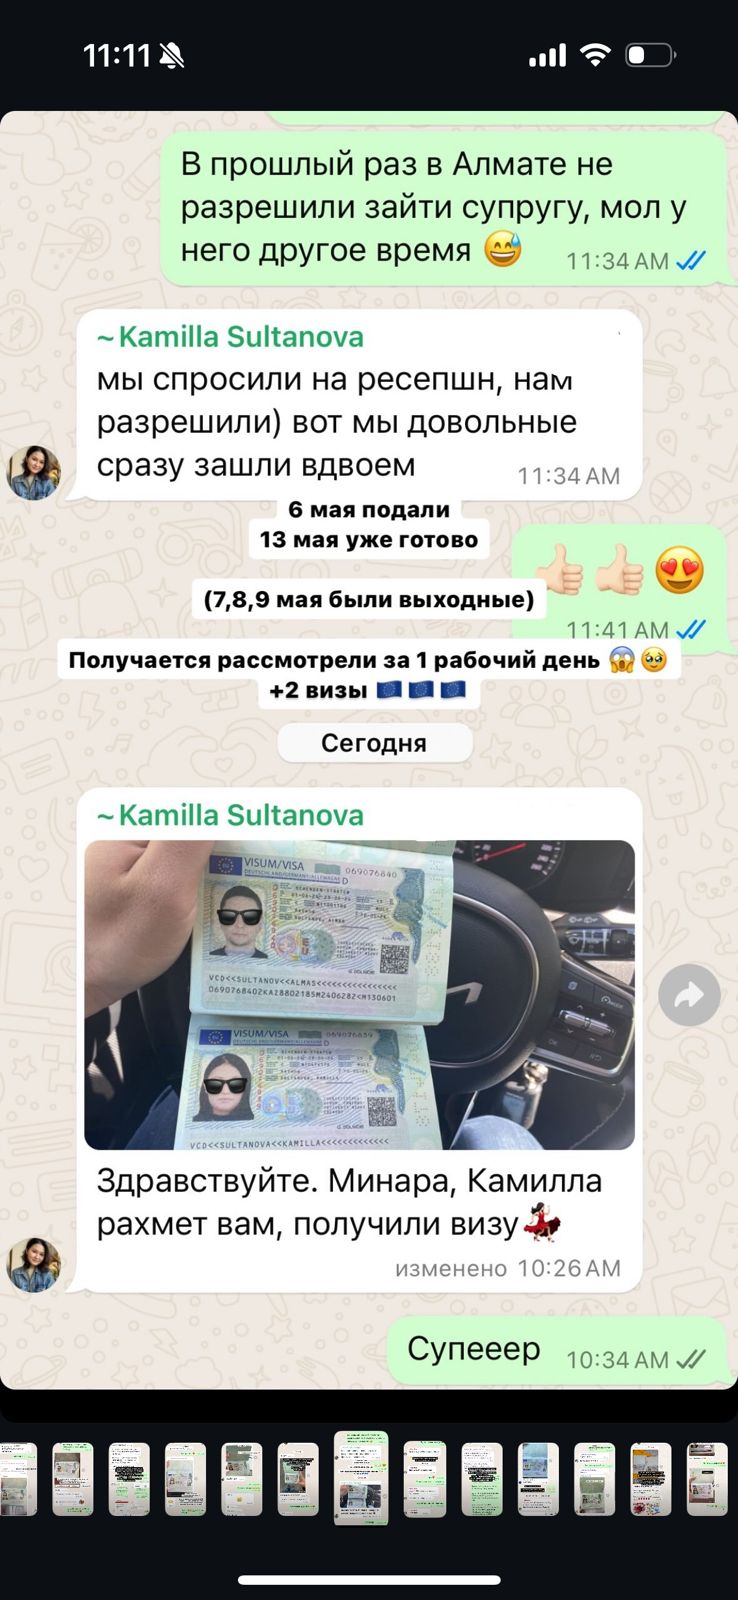 11:11
В прошлый раз в Алмате не
разрешили зайти супругу, мол у
него другое время 😅 11:34 AM
~Kamilla Sultanova
мы спросили на ресепшн, нам
разрешили) вот мы довольные
сразу зашли вдвоем 11:34 AM
6 мая подали
13 мая уже готово
👍🏻👍🏻😍
(7,8,9 мая были выходные)
11:41 AM
Получается рассмотрели за 1 рабочий день 😱🥹
+2 визы 🇪🇺🇪🇺🇪🇺
Сегодня
~Kamilla Sultanova
VISUM/VISA 069076840
D
VCD<<SULTANOV<<ALMAS<<<<<<<<<<<<<<<<<
VISUM/VISA
D
VCD<<SULTANOVA<<KAMILLA<<<<<<<<<<<<<
Здравствуйте. Минара, Камилла
рахмет вам, получили визу💃🏻
изменено 10:26 AM
Супееер 10:34 AM